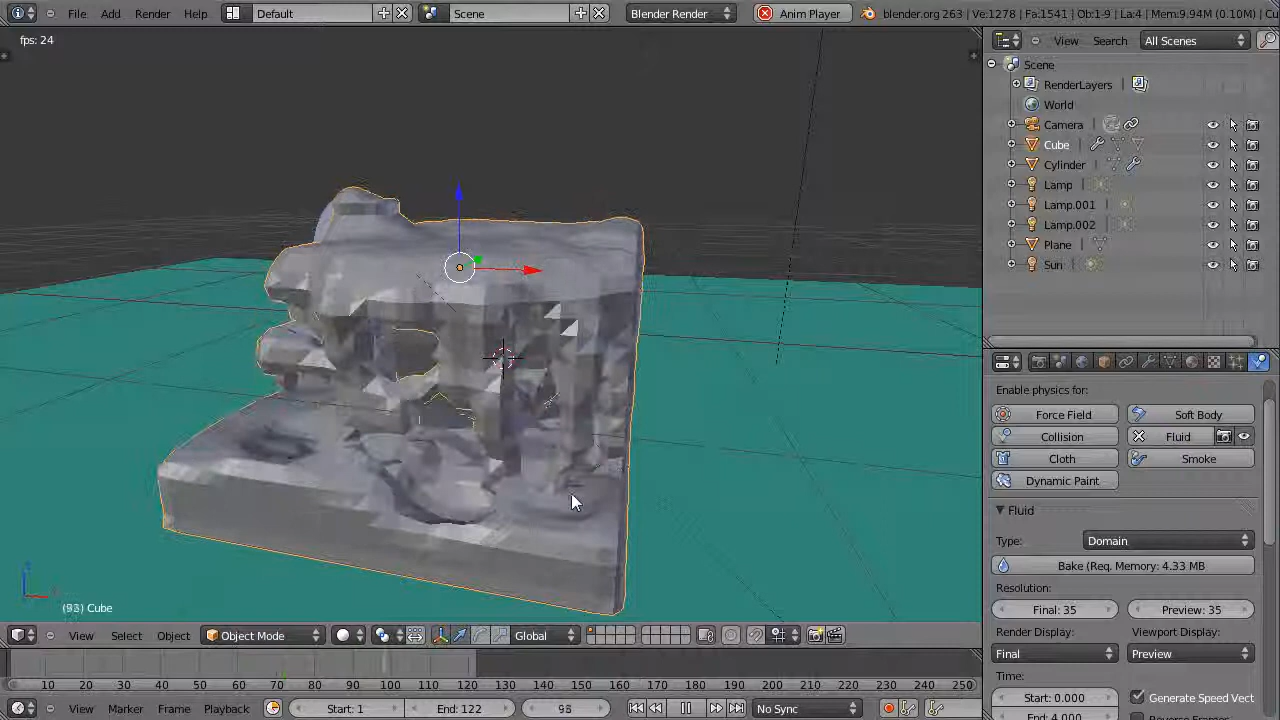 File Add Render Help Default Scene Blender Render Anim Player blender.org 263 | Ve:1278 | Fa:1541 | Ob:1-9 | La:4 | Mem:9.94M (0.10M) | Cu
fps: 24
View Search All Scenes
Scene
RenderLayers
World
Camera
Cube
Cylinder
Lamp
Lamp.001
Lamp.002
Plane
Sun
Enable physics for:
Force Field Soft Body
Collision Fluid
Cloth Smoke
Dynamic Paint
Fluid
Type: Domain
Bake (Req. Memory: 4.33 MB
Resolution:
Final: 35 Preview: 35
Render Display: Viewport Display:
Final Preview
Time:
Start: 0.000 Generate Speed Vect
End: 4.000 Reverse Frames
Cube
View Select Object Object Mode Global
10 20 30 40 50 60 70 80 90 100 110 120 130 140 150 160 170 180 190 200 210 220 230 240 250
View Marker Frame Playback Start: 1 End: 122 No Sync